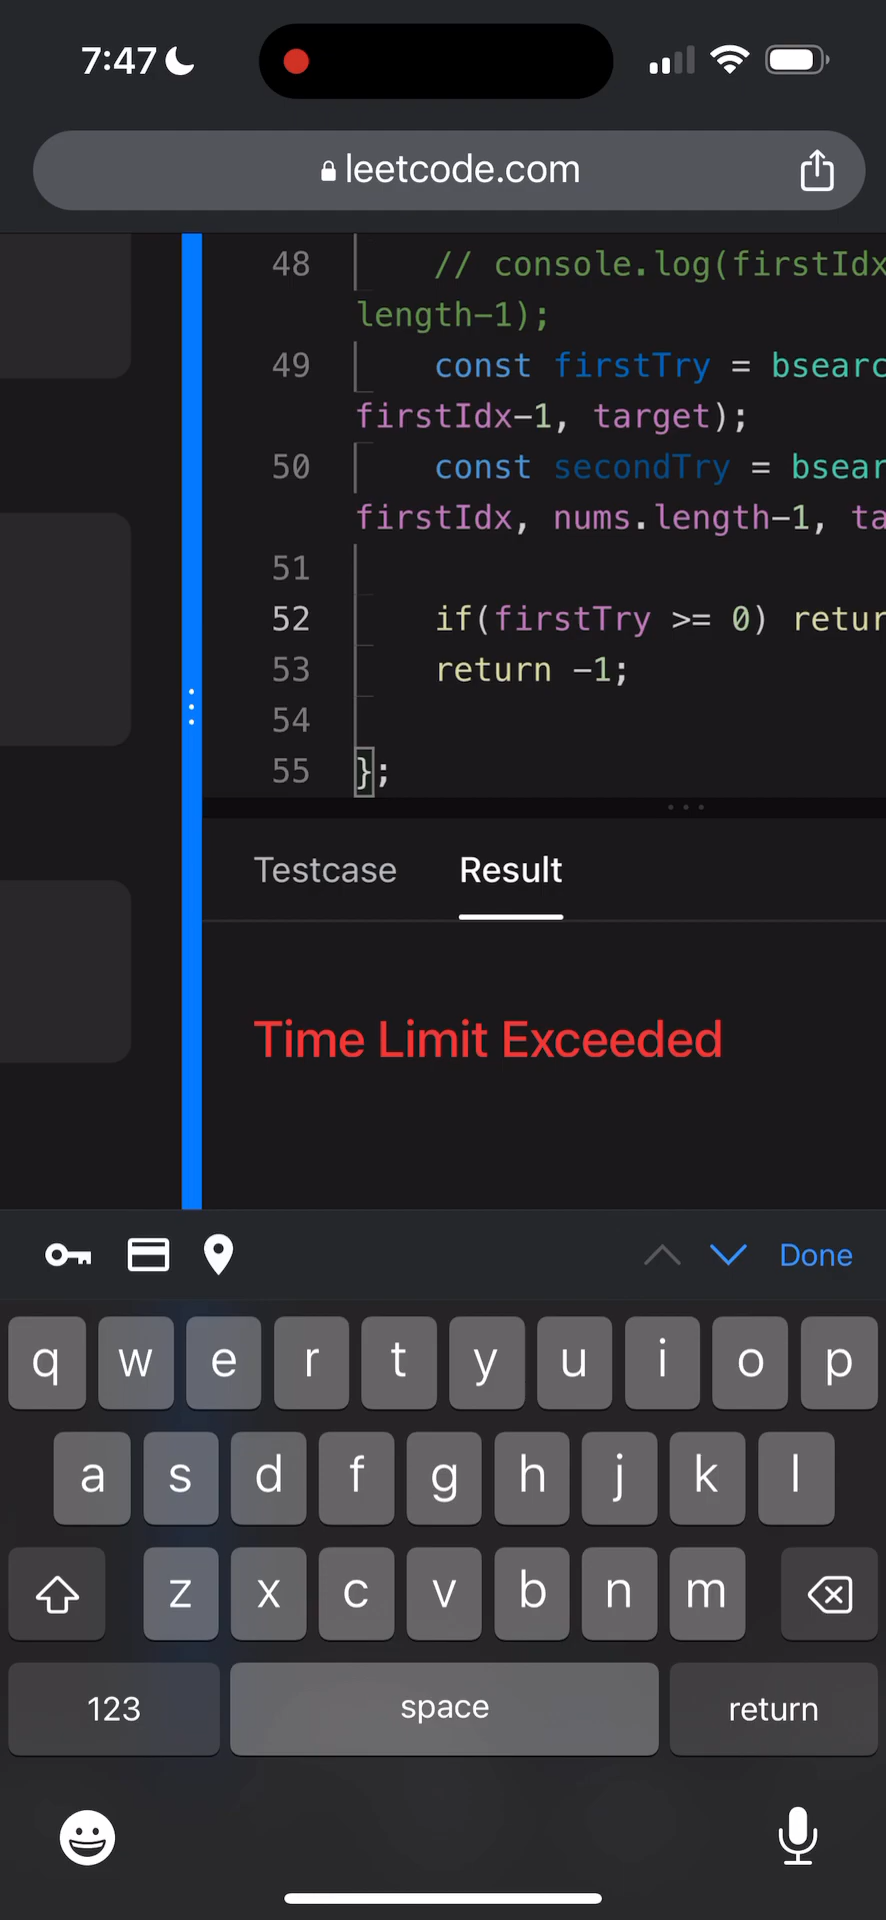 7:47
leetcode.com
48 // console.log(firstIdx
length-1);
49 const firstTry = bsearc
firstIdx-1, target);
50 const secondTry = bsear
firstIdx, nums.length-1, ta
51
52 if(firstTry >= 0) retur
53 return -1;
54
55 };
Testcase Result
Time Limit Exceeded
Done
q w e r t y u i o p
a s d f g h j k l
z x c v b n m
123 space return